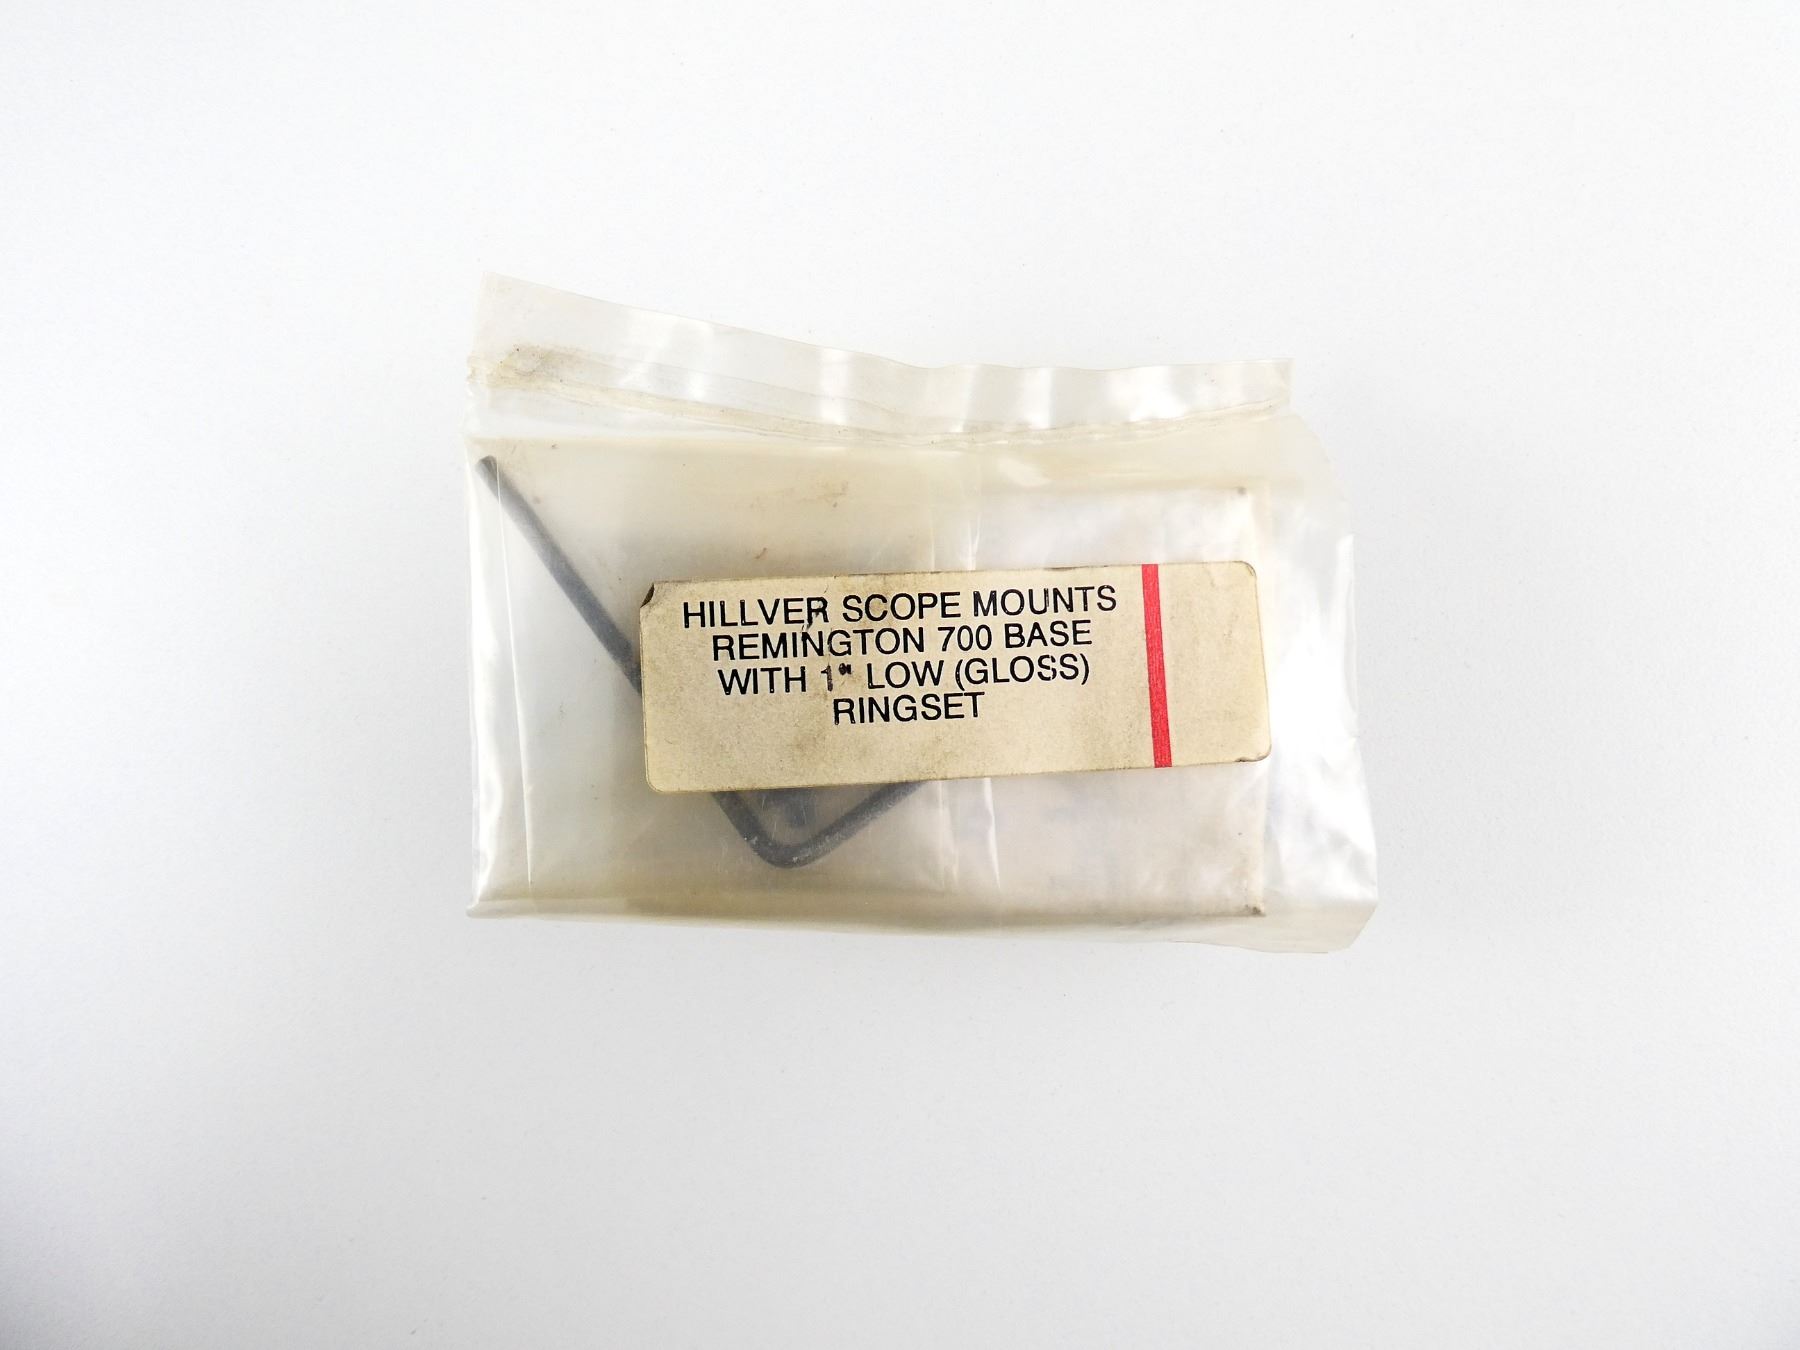 HILLVER SCOPE MOUNTS
REMINGTON 700 BASE
WITH 1" LOW (GLOSS)
RINGSET